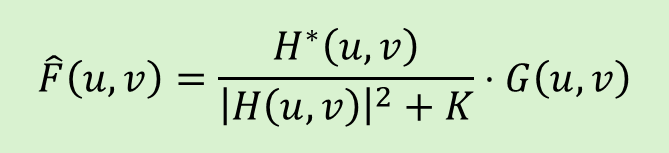 F̂(u,v) = H*(u,v) / (|H(u,v)|² + K) · G(u,v)